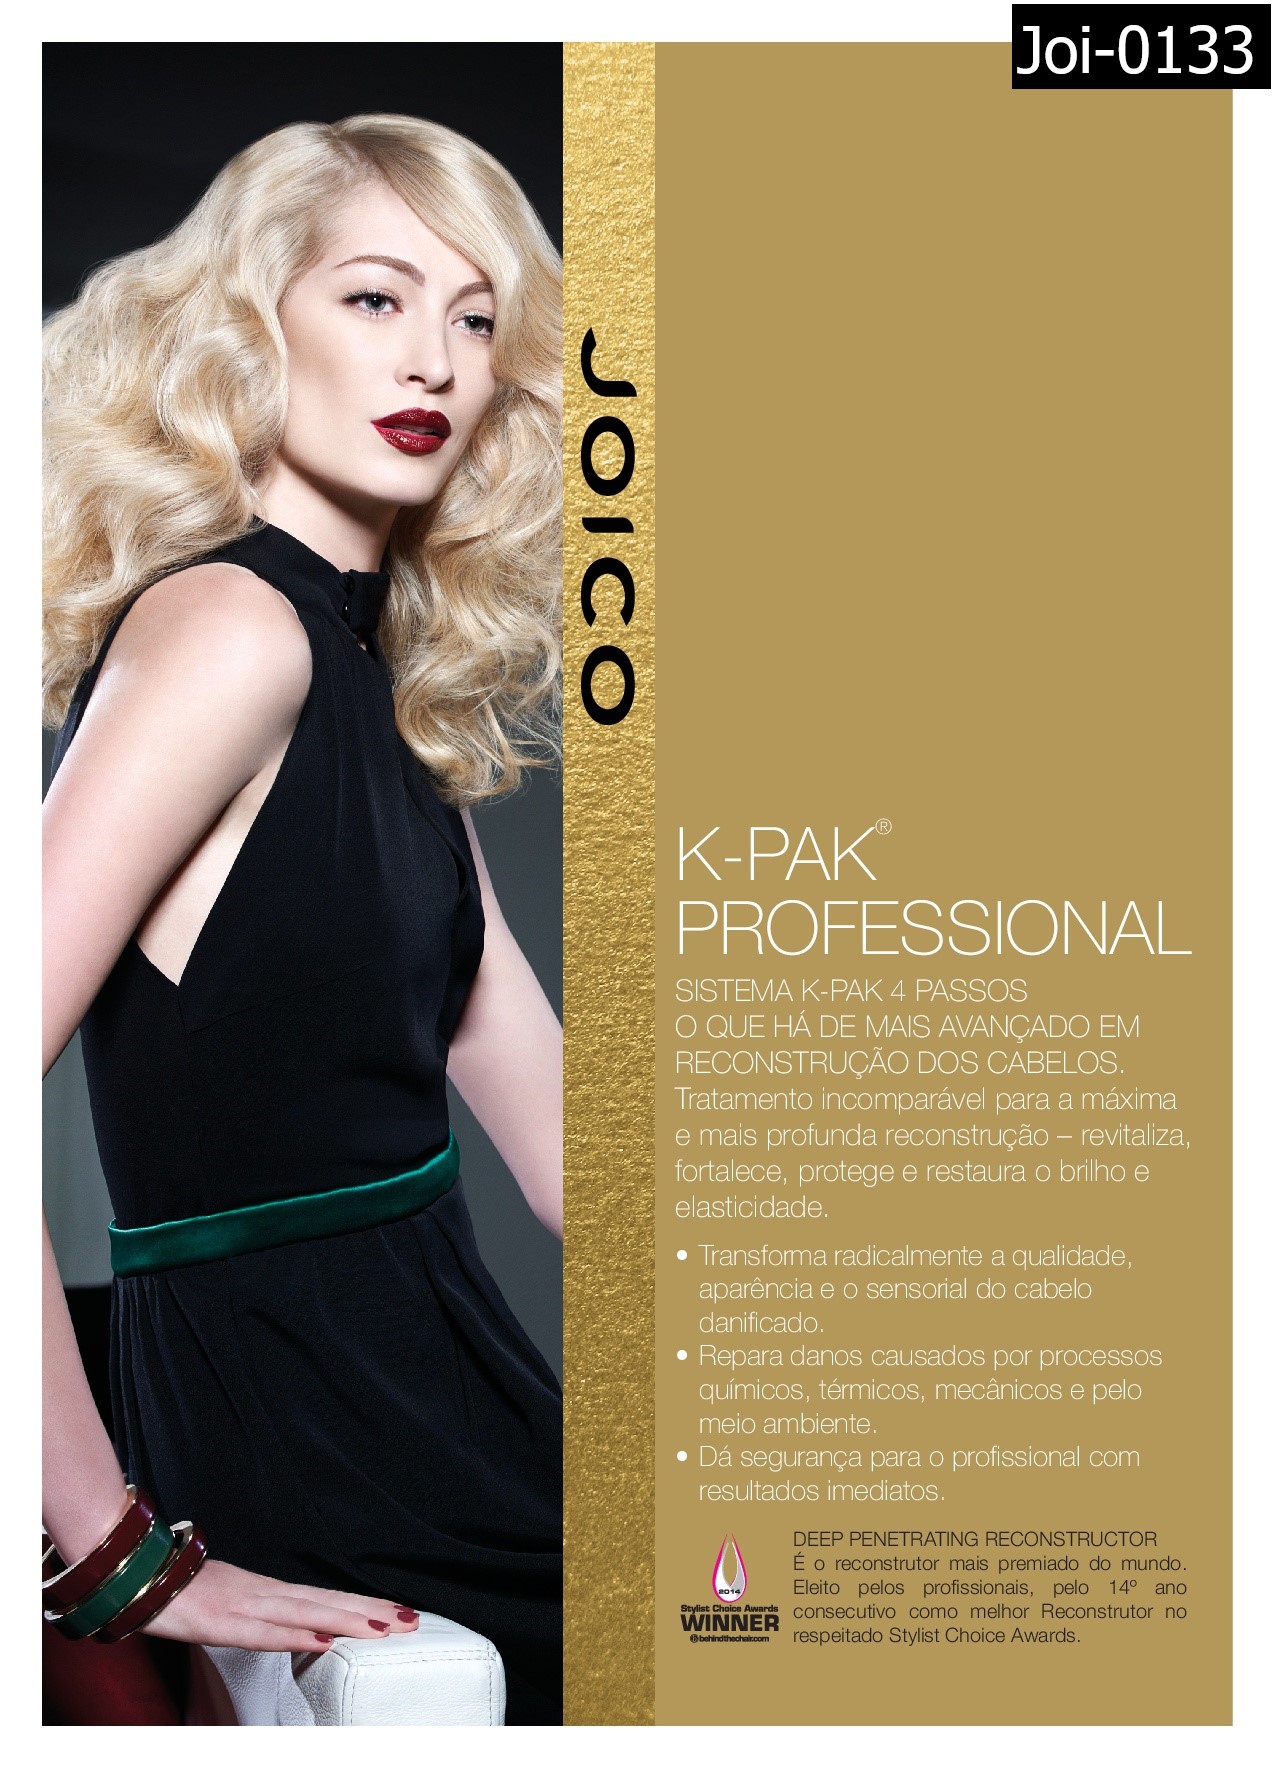 Joi-0133
JOICO
K-PAK®
PROFESSIONAL
SISTEMA K-PAK 4 PASSOS
O QUE HÁ DE MAIS AVANÇADO EM
RECONSTRUÇÃO DOS CABELOS.
Tratamento incomparável para a máxima
e mais profunda reconstrução – revitaliza,
fortalece, protege e restaura o brilho e
elasticidade.
• Transforma radicalmente a qualidade,
aparência e o sensorial do cabelo
danificado.
• Repara danos causados por processos
químicos, térmicos, mecânicos e pelo
meio ambiente.
• Dá segurança para o profissional com
resultados imediatos.
2014
Stylist Choice Awards
WINNER
behindthechair.com
DEEP PENETRATING RECONSTRUCTOR
É o reconstrutor mais premiado do mundo.
Eleito pelos profissionais, pelo 14º ano
consecutivo como melhor Reconstrutor no
respeitado Stylist Choice Awards.